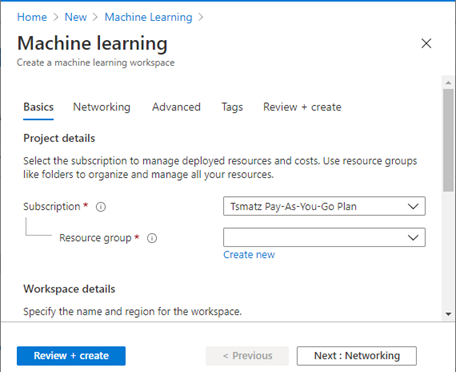 Home > New > Machine Learning >
Machine learning
Create a machine learning workspace
Basics Networking Advanced Tags Review + create
Project details
Select the subscription to manage deployed resources and costs. Use resource groups
like folders to organize and manage all your resources.
Subscription * Tsmatz Pay-As-You-Go Plan
Resource group *
Create new
Workspace details
Specify the name and region for the workspace.
Review + create < Previous Next : Networking